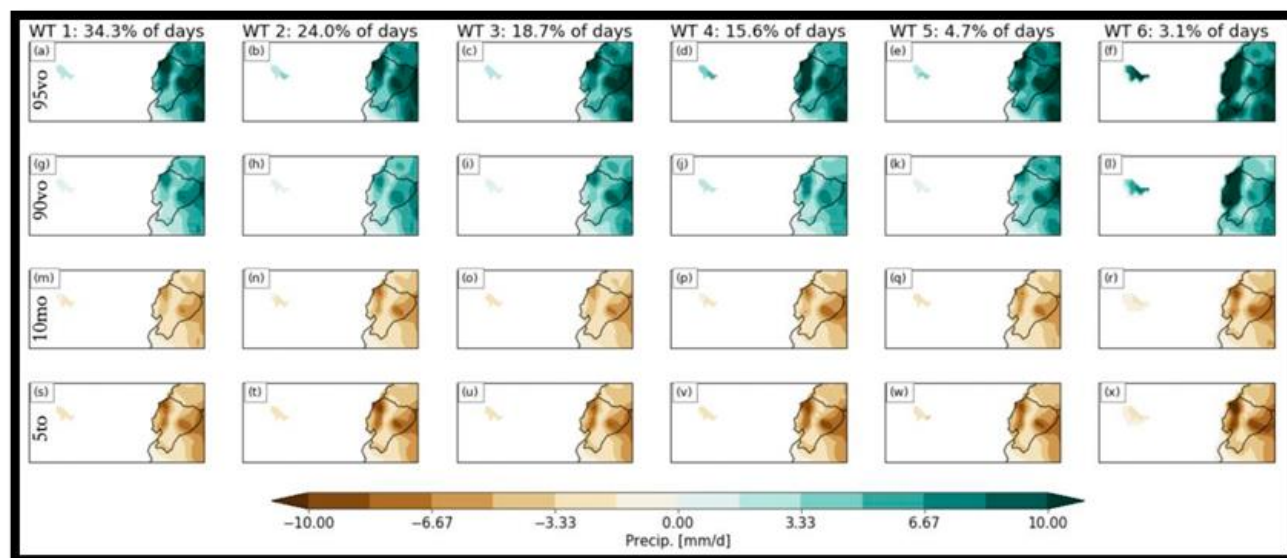 WT 1: 34.3% of days WT 2: 24.0% of days WT 3: 18.7% of days WT 4: 15.6% of days WT 5: 4.7% of days WT 6: 3.1% of days
95vo (a) (b) (c) (d) (e) (f)
90vo (g) (h) (i) (j) (k) (l)
10mo (m) (n) (o) (p) (q) (r)
5to (s) (t) (u) (v) (w) (x)
−10.00 −6.67 −3.33 0.00 3.33 6.67 10.00
Precip. [mm/d]